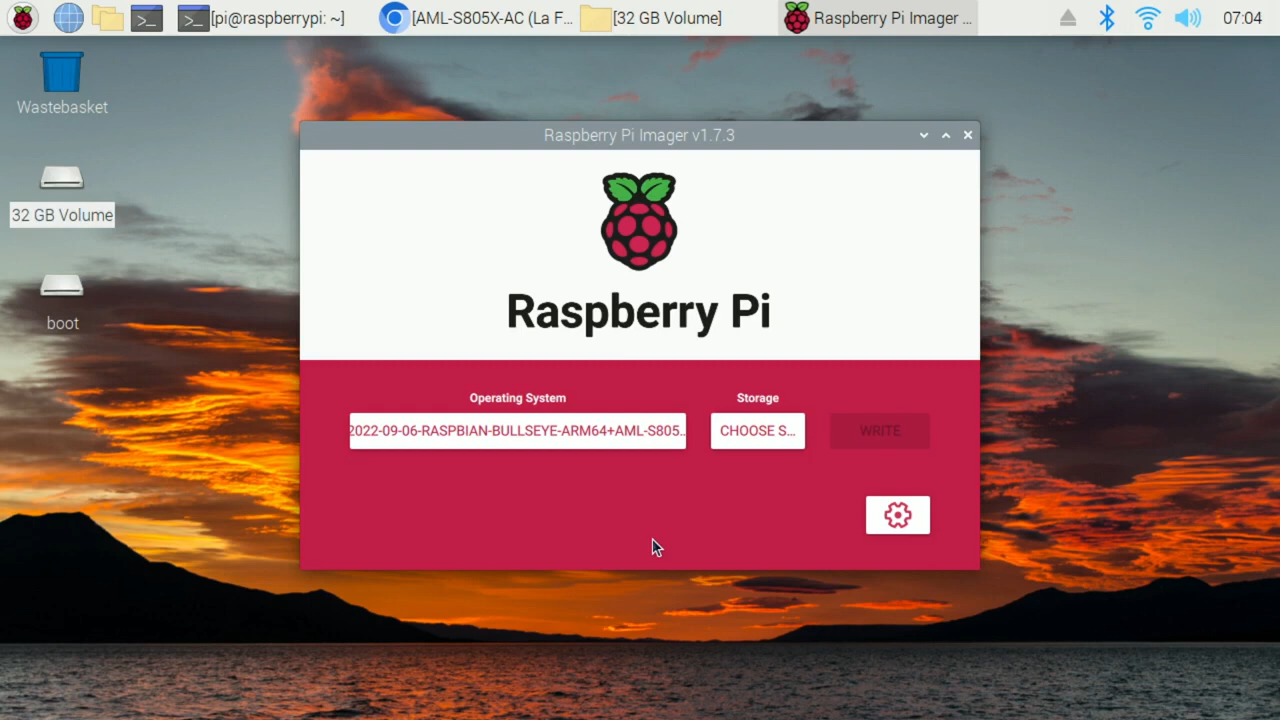 [pi@raspberrypi: ~]
[AML-S805X-AC (La F...
[32 GB Volume]
Raspberry Pi Imager ...
07:04
Wastebasket
32 GB Volume
boot
Raspberry Pi Imager v1.7.3
Raspberry Pi
Operating System
Storage
2022-09-06-RASPBIAN-BULLSEYE-ARM64+AML-S805...
CHOOSE S...
WRITE